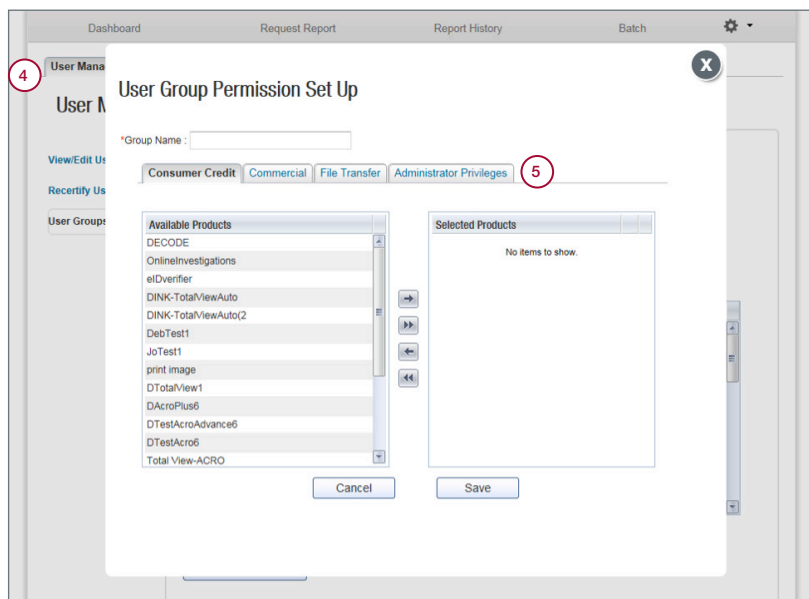 Dashboard Request Report Report History Batch
4
User Mana
X
User Group Permission Set Up
User M
*Group Name :
View/Edit Us
Consumer Credit Commercial File Transfer Administrator Privileges 5
Recertify Us
User Groups
Available Products Selected Products
DECODE
No items to show.
OnlineInvestigations
eIDverifier
DINK-TotalViewAuto
DINK-TotalViewAuto(2
DebTest1
JoTest1
print image
DTotalView1
DAcroPlus6
DTestAcroAdvance6
DTestAcro6
Total View-ACRO
Cancel Save